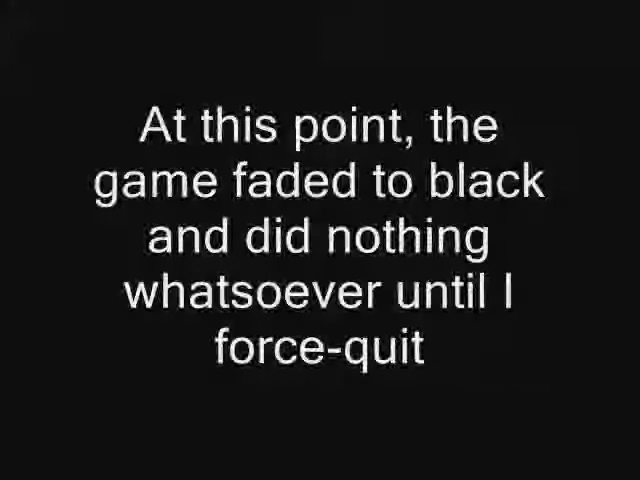 At this point, the
game faded to black
and did nothing
whatsoever until I
force-quit